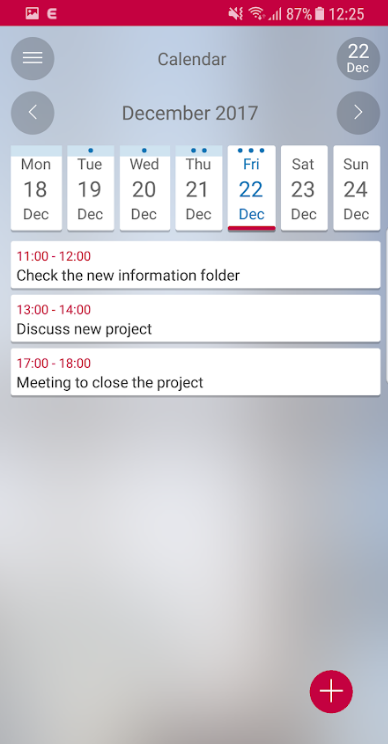 87% 12:25
Calendar
22
Dec
December 2017
Mon Tue Wed Thu Fri Sat Sun
18 19 20 21 22 23 24
Dec Dec Dec Dec Dec Dec Dec
11:00 - 12:00
Check the new information folder
13:00 - 14:00
Discuss new project
17:00 - 18:00
Meeting to close the project